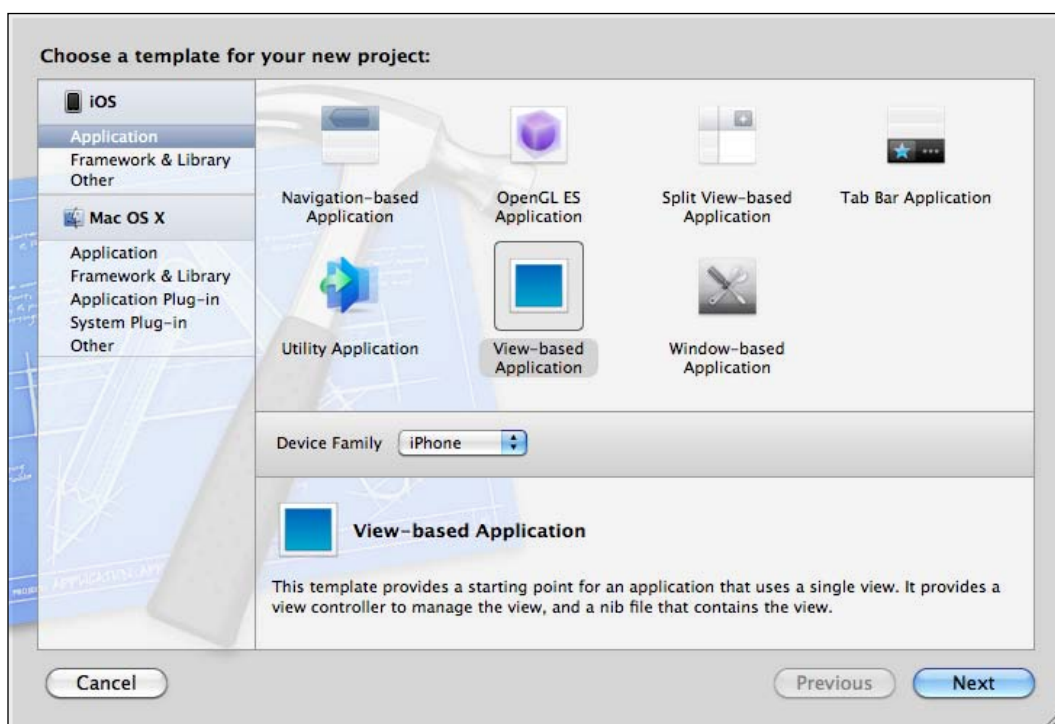 Choose a template for your new project:
iOS
Application
Framework & Library
Other
Mac OS X
Application
Framework & Library
Application Plug-in
System Plug-in
Other
Navigation-based
Application
OpenGL ES
Application
Split View-based
Application
Tab Bar Application
Utility Application
View-based
Application
Window-based
Application
Device Family
iPhone
View-based Application
This template provides a starting point for an application that uses a single view. It provides a
view controller to manage the view, and a nib file that contains the view.
Cancel
Previous
Next